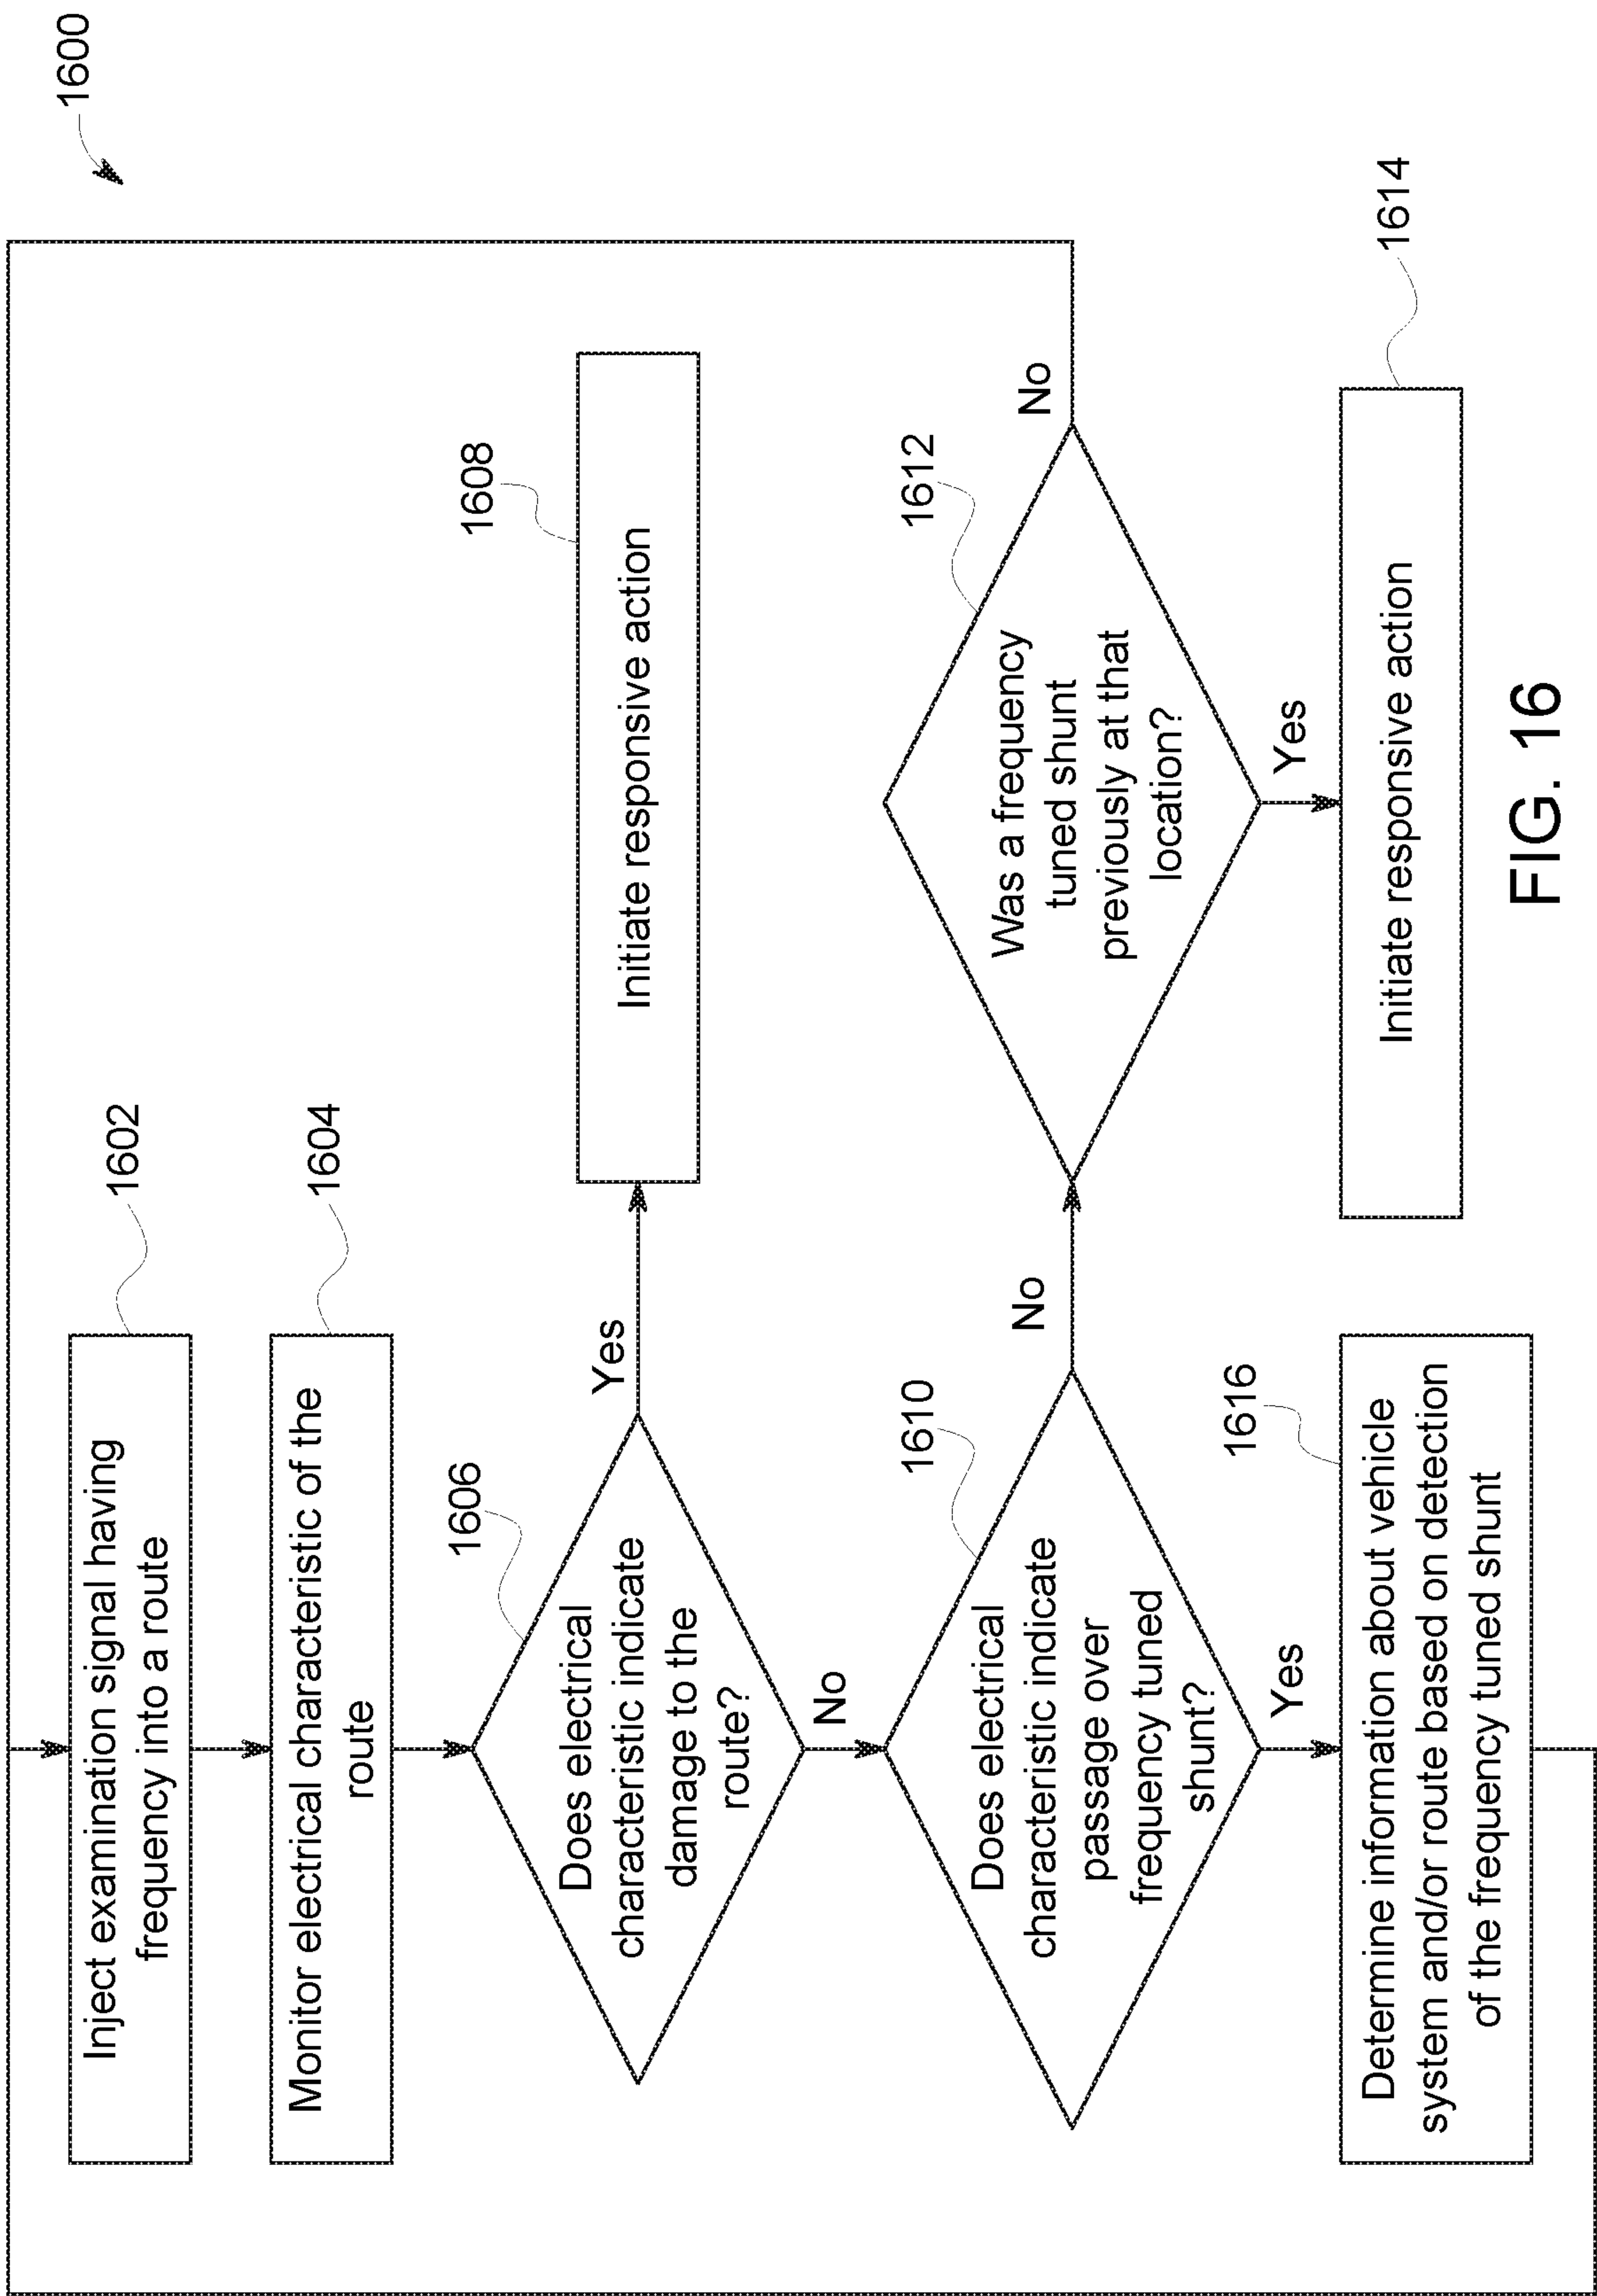 1600
1602
Inject examination signal having
frequency into a route
1604
Monitor electrical characteristic of the
route
1606
Does electrical
characteristic indicate
damage to the
route?
Yes
1608
Initiate responsive action
No
1610
Does electrical
characteristic indicate
passage over
frequency tuned
shunt?
No
1612
Was a frequency
tuned shunt
previously at that
location?
No
Yes
1614
Initiate responsive action
Yes
1616
Determine information about vehicle
system and/or route based on detection
of the frequency tuned shunt
FIG. 16